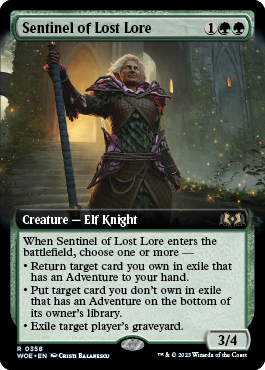 Sentinel of Lost Lore 1
Creature — Elf Knight
When Sentinel of Lost Lore enters the
battlefield, choose one or more —
• Return target card you own in exile that
has an Adventure to your hand.
• Put target card you don't own in exile
that has an Adventure on the bottom of
its owner's library.
• Exile target player's graveyard.
3/4
R 0358
WOE • EN Cristi Balanescu ™ & © 2023 Wizards of the Coast